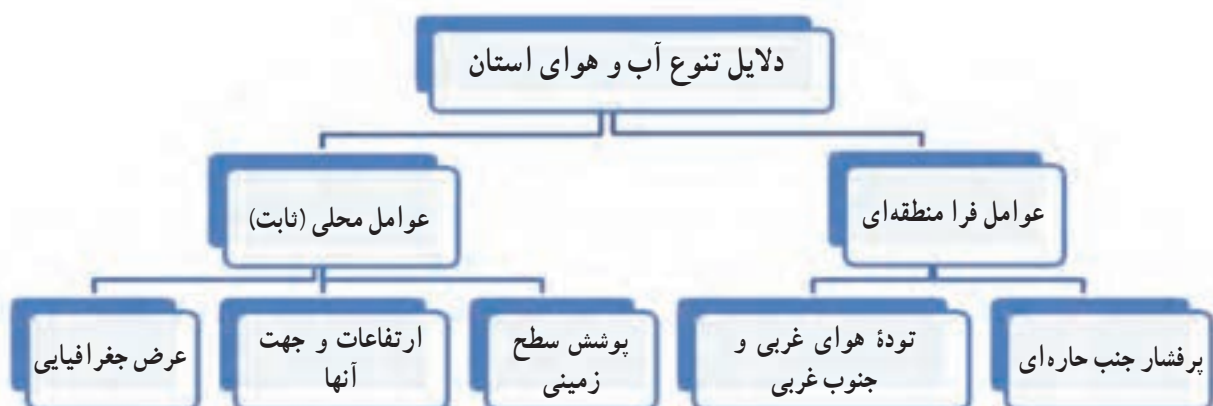 دلایل تنوع آب و هوای استان
عوامل فرا منطقه‌ای
عوامل محلی (ثابت)
پرفشار جنب حاره‌ای
تودهٔ هوای غربی و
جنوب غربی
پوشش سطح
زمینی
ارتفاعات و جهت
آنها
عرض جغرافیایی